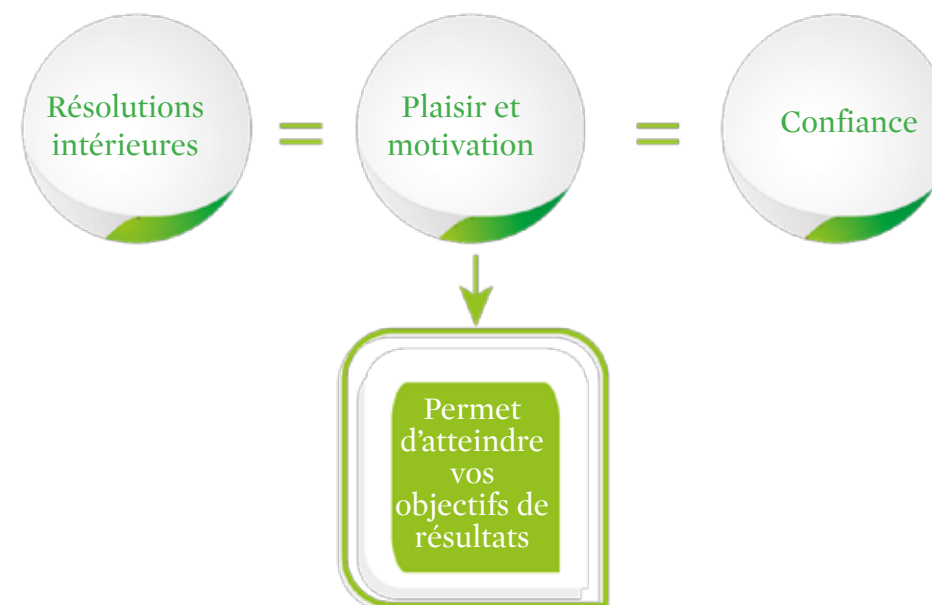 Résolutions
intérieures
=
Plaisir et
motivation
=
Confiance
Permet
d'atteindre
vos
objectifs de
résultats